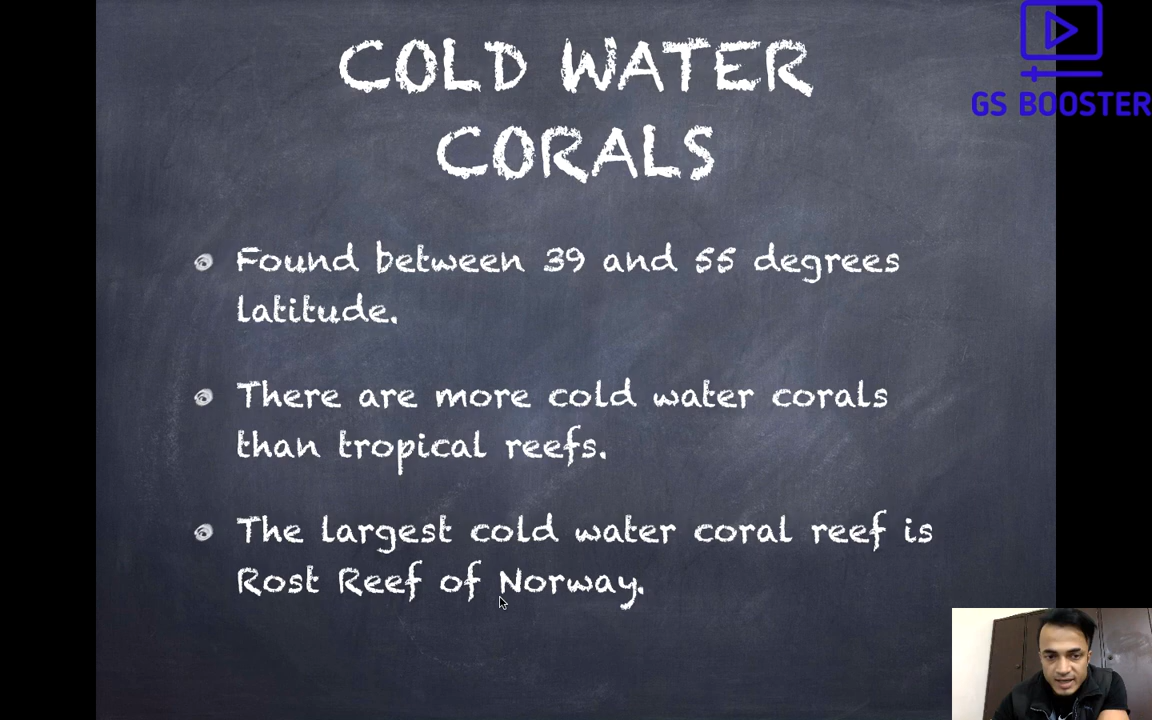 COLD WATER
CORALS
GS BOOSTER
Found between 39 and 55 degrees
latitude.
There are more cold water corals
than tropical reefs.
The largest cold water coral reef is
Rost Reef of Norway.